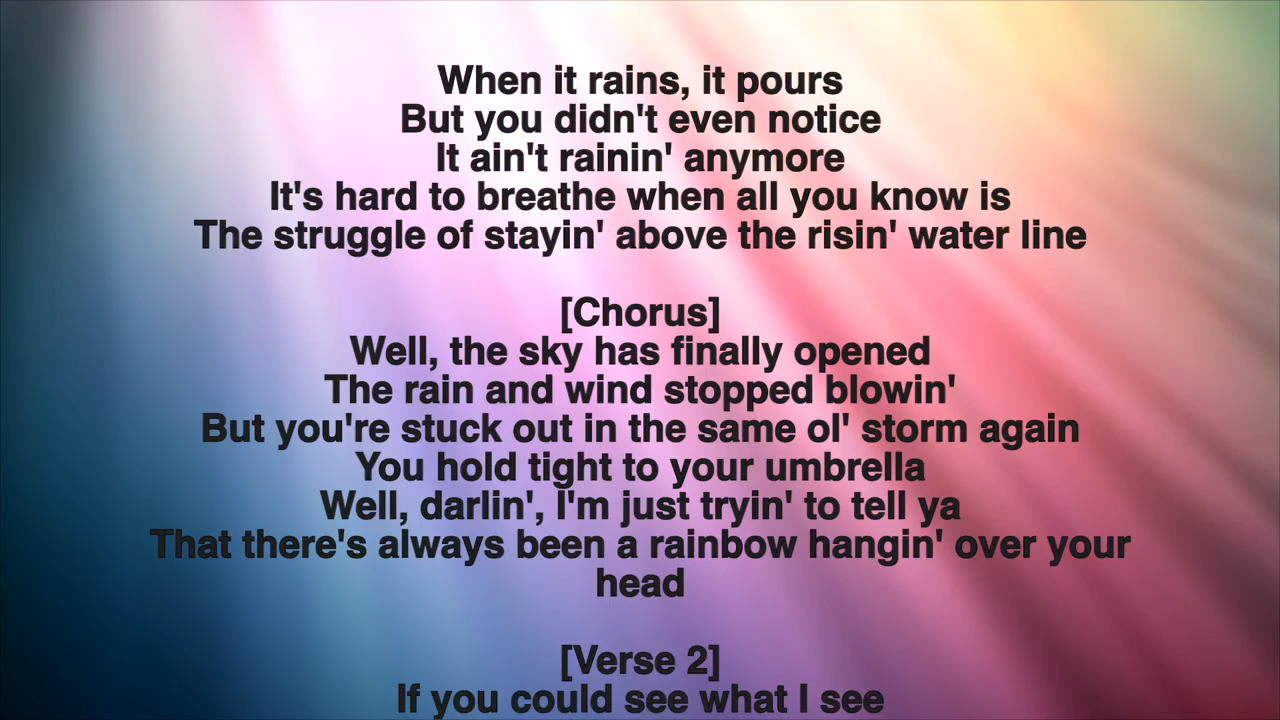 When it rains, it pours
But you didn't even notice
It ain't rainin' anymore
It's hard to breathe when all you know is
The struggle of stayin' above the risin' water line
[Chorus]
Well, the sky has finally opened
The rain and wind stopped blowin'
But you're stuck out in the same ol' storm again
You hold tight to your umbrella
Well, darlin', I'm just tryin' to tell ya
That there's always been a rainbow hangin' over your
head
[Verse 2]
If you could see what I see